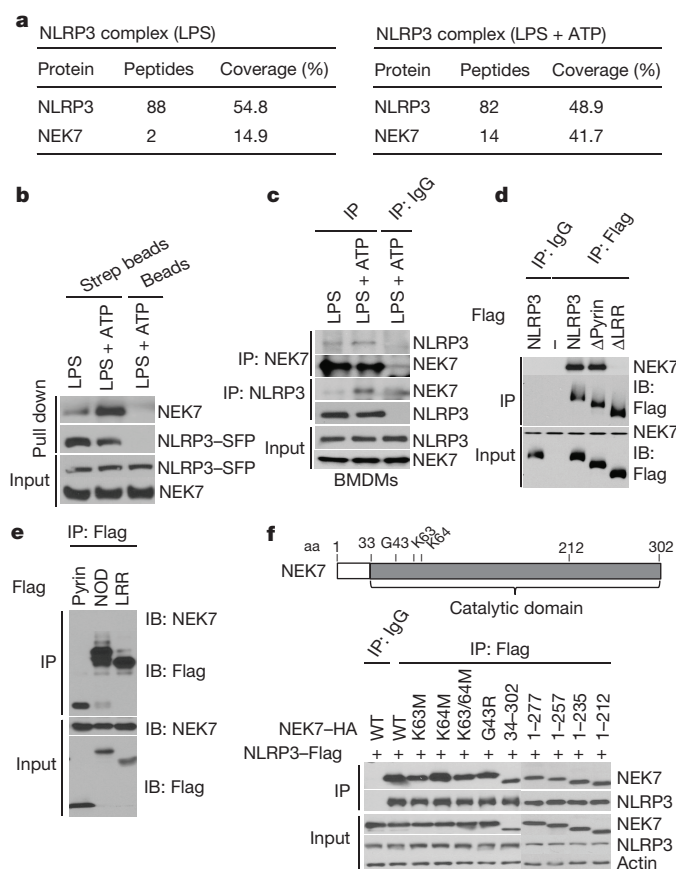 a
NLRP3 complex (LPS)
Protein Peptides Coverage (%)
NLRP3 88 54.8
NEK7 2 14.9
NLRP3 complex (LPS + ATP)
Protein Peptides Coverage (%)
NLRP3 82 48.9
NEK7 14 41.7
b
Strep beads
Beads
LPS
LPS + ATP
LPS + ATP
Pull down
NEK7
NLRP3–SFP
Input
NLRP3–SFP
NEK7
c
IP
IP: IgG
LPS
LPS + ATP
LPS + ATP
IP: NEK7
NLRP3
NEK7
IP: NLRP3
NEK7
NLRP3
Input
NLRP3
NEK7
BMDMs
d
IP: IgG
IP: Flag
Flag
NLRP3
–
NLRP3
ΔPyrin
ΔLRR
IP
NEK7
IB:
Flag
Input
NEK7
IB:
Flag
e
IP: Flag
Flag
Pyrin
NOD
LRR
IP
IB: NEK7
IB: Flag
Input
IB: NEK7
IB: Flag
f
aa 1 33 G43 K63 K64 212 302
NEK7
Catalytic domain
IP: IgG
IP: Flag
NEK7–HA WT WT K63M K64M K63/64M G43R 34–302 1–277 1–257 1–235 1–212
NLRP3–Flag + + + + + + + + + + +
IP
NEK7
NLRP3
Input
NEK7
NLRP3
Actin